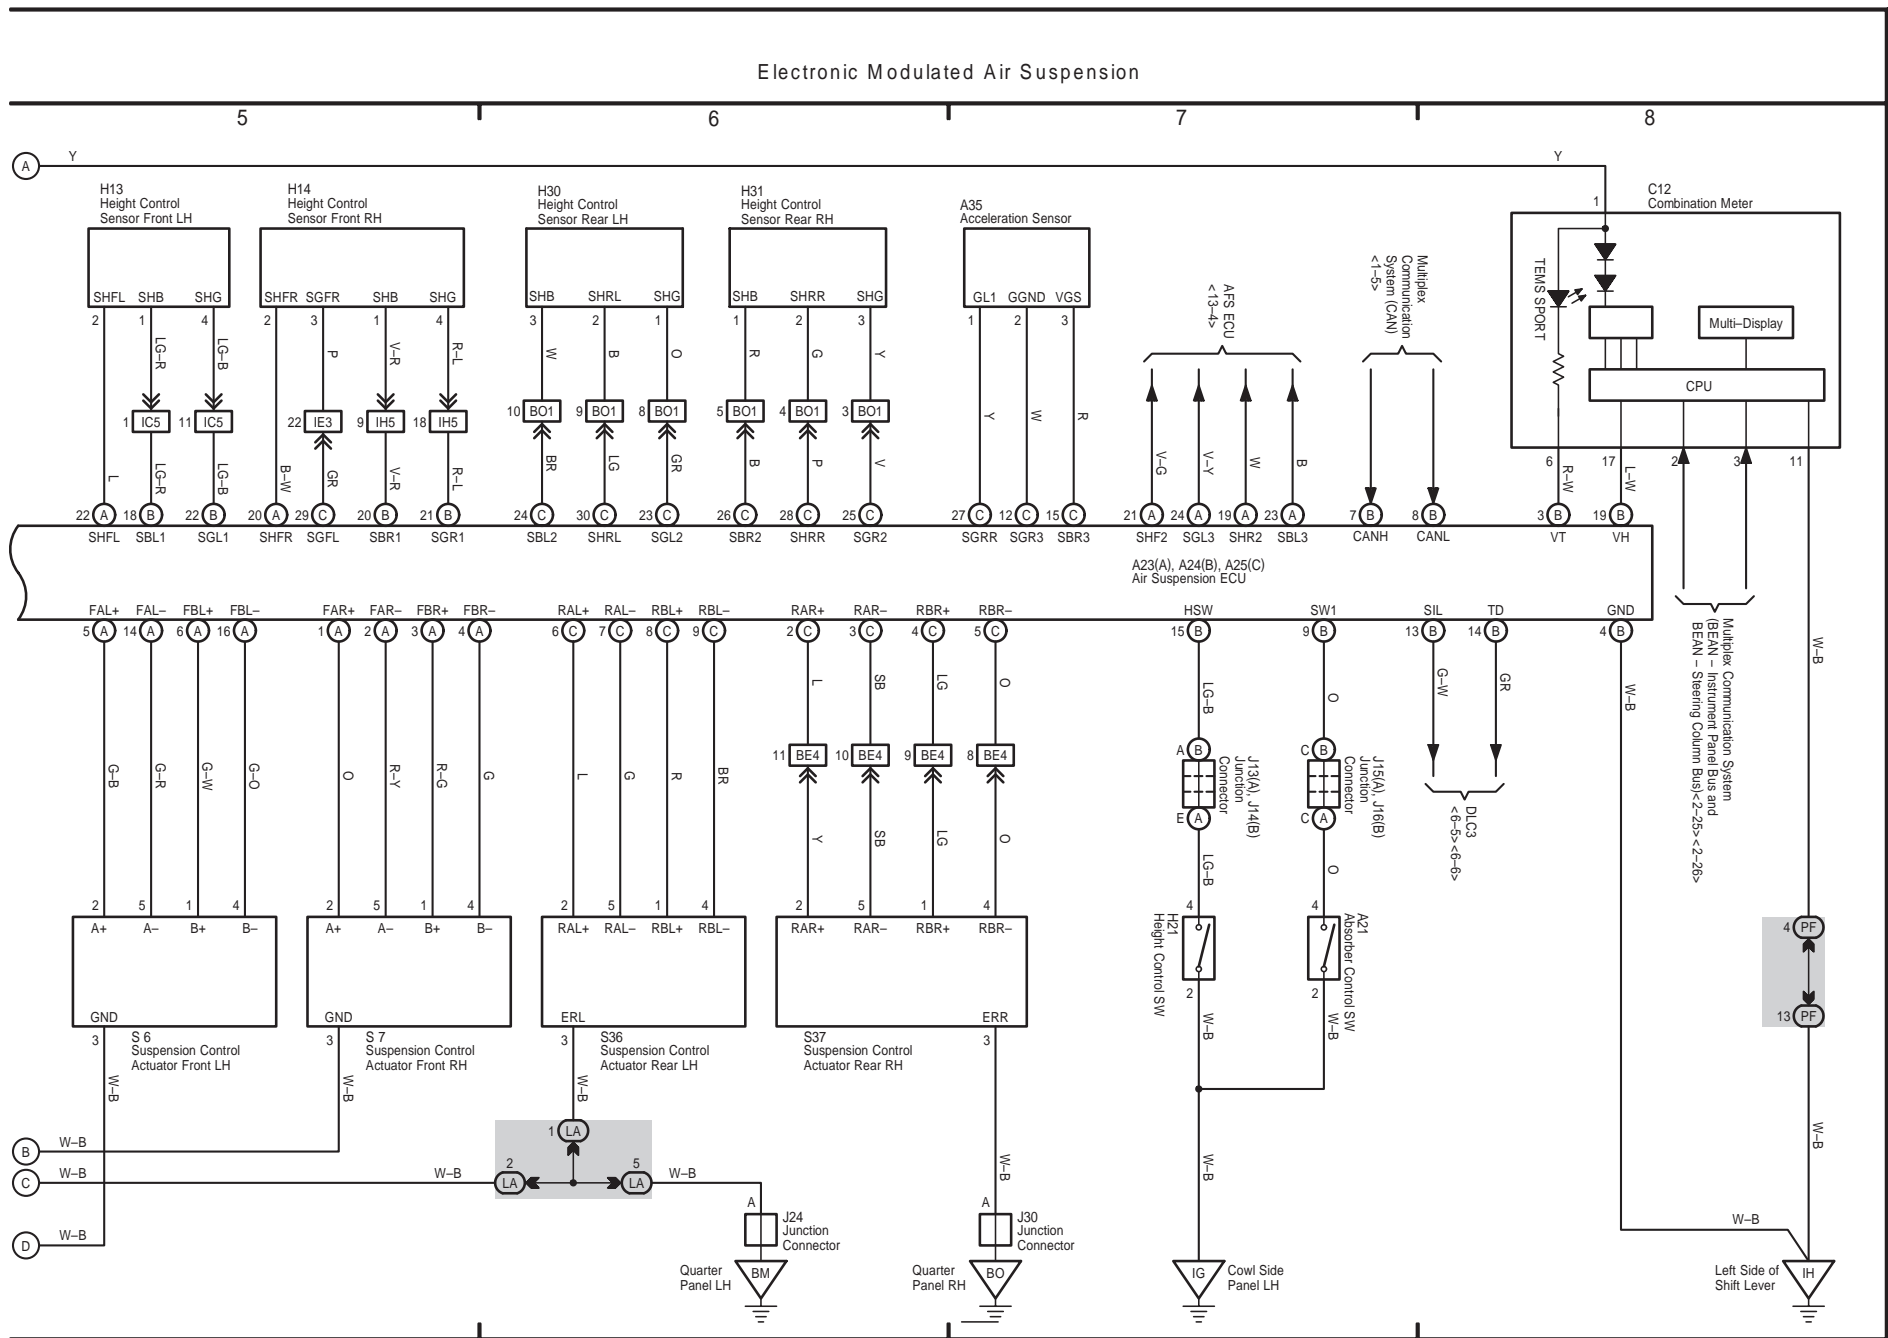 Electronic Modulated Air Suspension
5 6 7 8
A Y Y
H13
Height Control
Sensor Front LH
H14
Height Control
Sensor Front RH
H30
Height Control
Sensor Rear LH
H31
Height Control
Sensor Rear RH
A35
Acceleration Sensor
C12
Combination Meter
1
SHFL SHB SHG
SHFR SGFR SHB SHG
SHB SHRL SHG
SHB SHRR SHG
GL1 GGND VGS
2 1 4
2 3 1 4
3 2 1
1 2 3
1 2 3
AFS ECU
<13–4>
Multiplex
Communication
System (CAN)
<1–5>
TEMS SPORT
Multi–Display
CPU
LG–R LG–B
P V–R R–L
W B O
R G Y
1 IC5 11 IC5
22 IE3 9 IH5 18 IH5
10 BO1 9 BO1 8 BO1
5 BO1 4 BO1 3 BO1
Y W R
L LG–R LG–B
B–W GR V–R R–L
BR LG GR
B P V
V–G V–Y W B
6 17 2 3 11
R–W L–W
22 A 18 B 22 B
20 A 29 C 20 B 21 B
24 C 30 C 23 C
26 C 28 C 25 C
27 C 12 C 15 C
21 A 24 A 19 A 23 A
7 B 8 B
3 B 19 B
SHFL SBL1 SGL1
SHFR SGFL SBR1 SGR1
SBL2 SHRL SGL2
SBR2 SHRR SGR2
SGRR SGR3 SBR3
SHF2 SGL3 SHR2 SBL3
CANH CANL
VT VH
A23(A), A24(B), A25(C)
Air Suspension ECU
FAL+ FAL– FBL+ FBL–
FAR+ FAR– FBR+ FBR–
RAL+ RAL– RBL+ RBL–
RAR+ RAR– RBR+ RBR–
HSW SW1 SIL TD GND
5 A 14 A 6 A 16 A
1 A 2 A 3 A 4 A
6 C 7 C 8 C 9 C
2 C 3 C 4 C 5 C
15 B 9 B 13 B 14 B 4 B
Multiplex Communication System
(BEAN – Instrument Panel Bus and
BEAN – Steering Column Bus)<2–25><2–26>
W–B
L SB LG O
LG–B O G–W GR W–B
11 BE4 10 BE4 9 BE4 8 BE4
A B C B
J13(A), J14(B)
Junction
Connector
J15(A), J16(B)
Junction
Connector
E A C A
DLC3
<6–5><6–6>
G–B G–R G–W G–O
O R–Y R–G G
L G R BR
Y SB LG O
LG–B O
2 5 1 4
2 5 1 4
2 5 1 4
2 5 1 4
4 4
A+ A– B+ B–
A+ A– B+ B–
RAL+ RAL– RBL+ RBL–
RAR+ RAR– RBR+ RBR–
H21
Height Control SW
A21
Absorber Control SW
4 PF
13 PF
2 2
GND GND ERL ERR
3 3 3 3
S 6
Suspension Control
Actuator Front LH
S 7
Suspension Control
Actuator Front RH
S36
Suspension Control
Actuator Rear LH
S37
Suspension Control
Actuator Rear RH
W–B W–B
W–B W–B W–B
1 LA
B W–B
C W–B W–B
2 LA
5 LA
W–B
W–B W–B W–B
D W–B
A
J24
Junction
Connector
A
J30
Junction
Connector
W–B
Quarter
Panel LH
BM
Quarter
Panel RH
BO
IG
Cowl Side
Panel LH
Left Side of
Shift Lever
IH